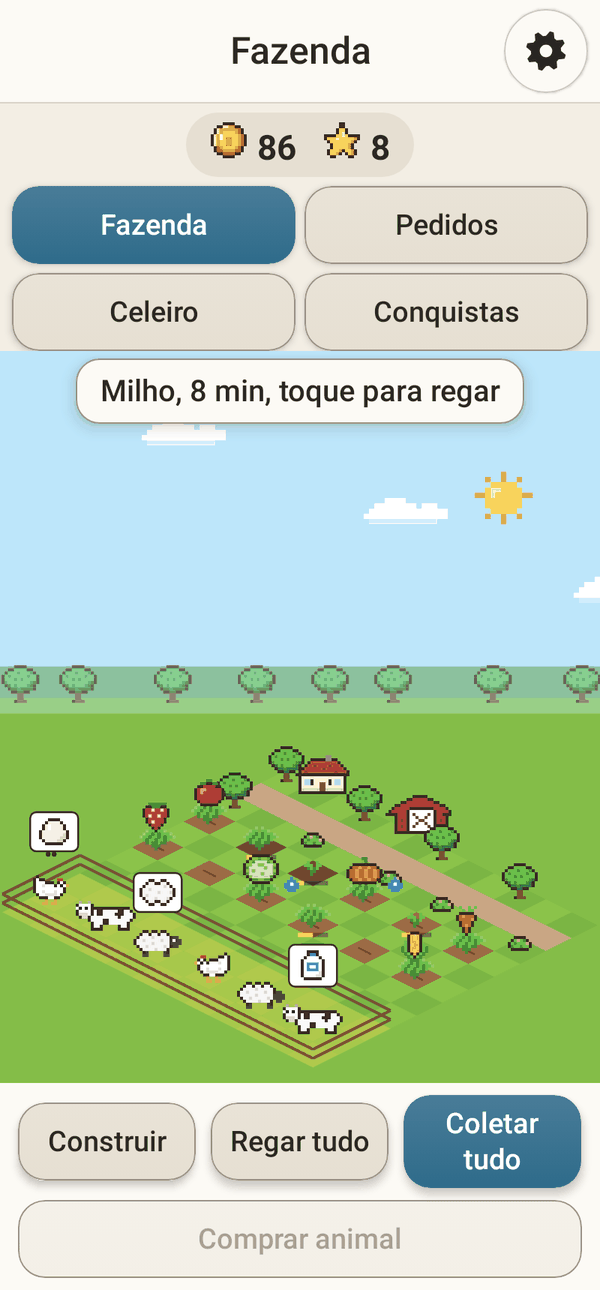 Fazenda
86
8
Fazenda
Pedidos
Celeiro
Conquistas
Milho, 8 min, toque para regar
Construir
Regar tudo
Coletar
tudo
Comprar animal